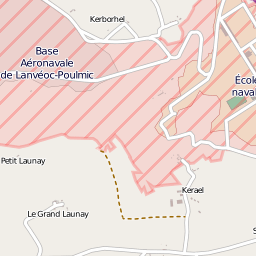 Kerborhel
Base
Aéronavale
de Lanvéoc-Poulmic
École
naval
Petit Launay
Kerael
Le Grand Launay